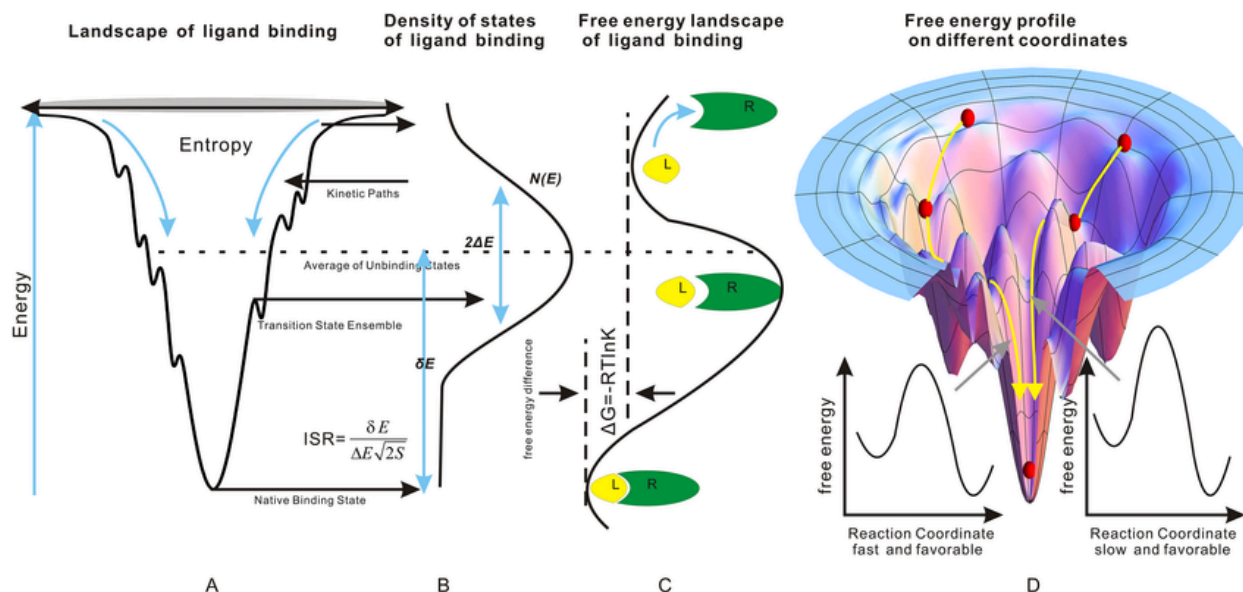 Landscape of ligand binding
Density of states
of ligand binding
Free energy landscape
of ligand binding
Free energy profile
on different coordinates
Energy
Entropy
Kinetic Paths
Average of Unbinding States
Transition State Ensemble
Native Binding State
ISR=δE/ΔE√2S
N(E)
2ΔE
δE
free energy difference
ΔG=-RTlnK
R
L
L
R
L
R
free energy
Reaction Coordinate
fast and favorable
free energy
Reaction Coordinate
slow and favorable
A
B
C
D